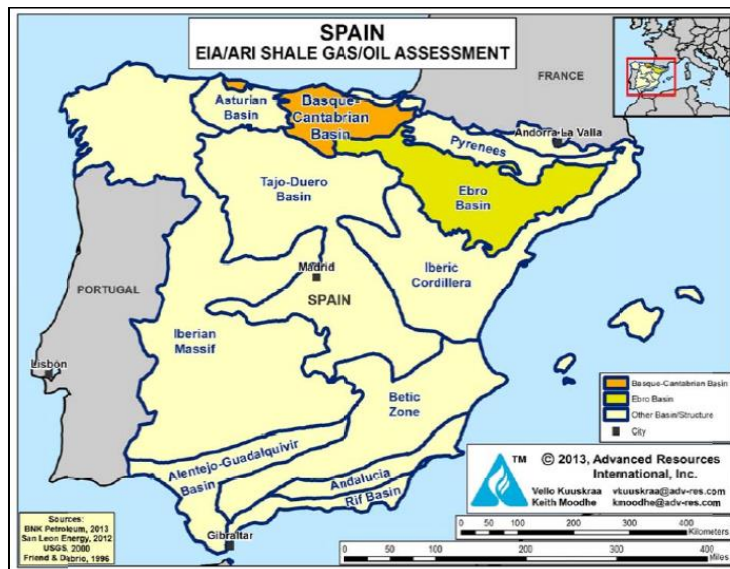 SPAIN
EIA/ARI SHALE GAS/OIL ASSESSMENT
FRANCE
Asturian
Basin
Basque-
Cantabrian
Basin
Andorra La Valla
Pyrenees
Tajo-Duero
Basin
Ebro
Basin
Madrid
SPAIN
Iberic
Cordillera
PORTUGAL
Iberian
Massif
Lisbon
Betic
Zone
Basque-Cantabrian Basin
Ebro Basin
Other Basin/Structure
City
Alentejo-Guadalquivir
Basin
Andalucia
Rif Basin
Gibraltar
TM
© 2013, Advanced Resources
International, Inc.
Vello Kuuskraa vkuuskraa@adv-res.com
Keith Moodhe kmoodhe@adv-res.com
Sources:
BNK Petroleum, 2013
San Leon Energy, 2012
USGS, 2000
Friend & Dabrio, 1996
0 50 100 200 300 400
Kilometers
0 50 100 200 300 400
Miles